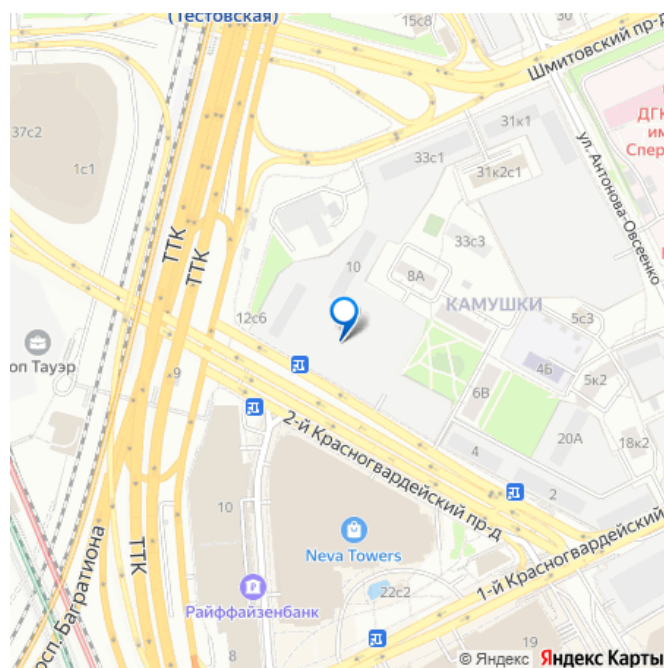 (Тестовская)
15с8
30
Шмитовский пр-д
37с2
1с1
31к1
33с1
31к2с1
ДГК
им
Спер
ул. Антонова-Овсеенко
ТТК
ТТК
33с3
10
8А
КАМУШКИ
12с6
5с3
оп Тауэр
9
4Б
5к2
6В
20А
18к2
2-й Красногвардейский пр-д
4
2
10
Neva Towers
1-й Красногвардейский
ТТК
Райффайзенбанк
22с2
осп. Багратиона
8
19
© Яндекс Яндекс Карты